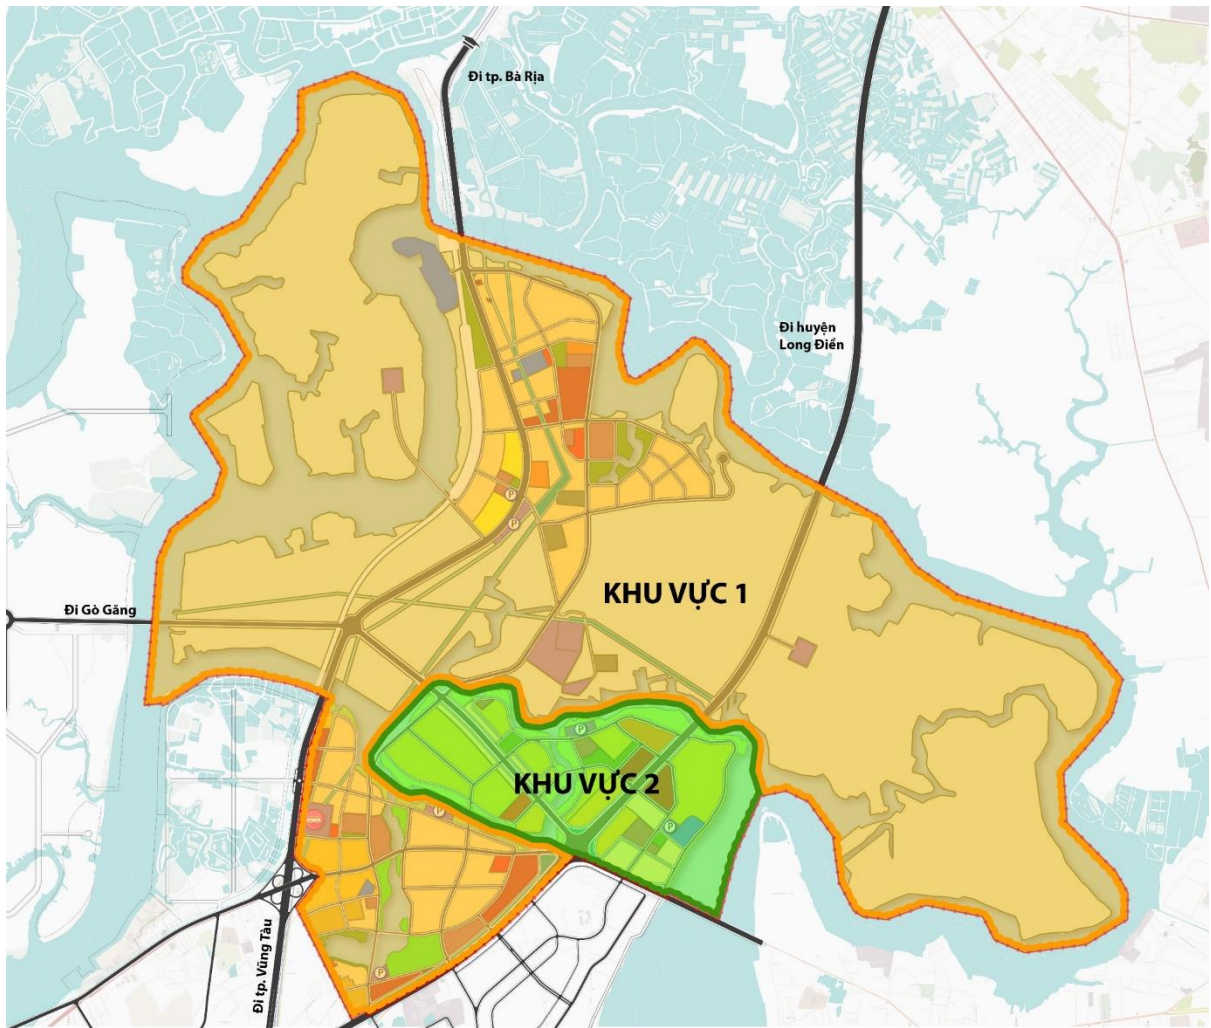 Đi tp. Bà Rịa
Đi huyện
Long Điền
KHU VỰC 1
Đi Gò Găng
KHU VỰC 2
Đi tp. Vũng Tàu
P
P
P
P
P
P